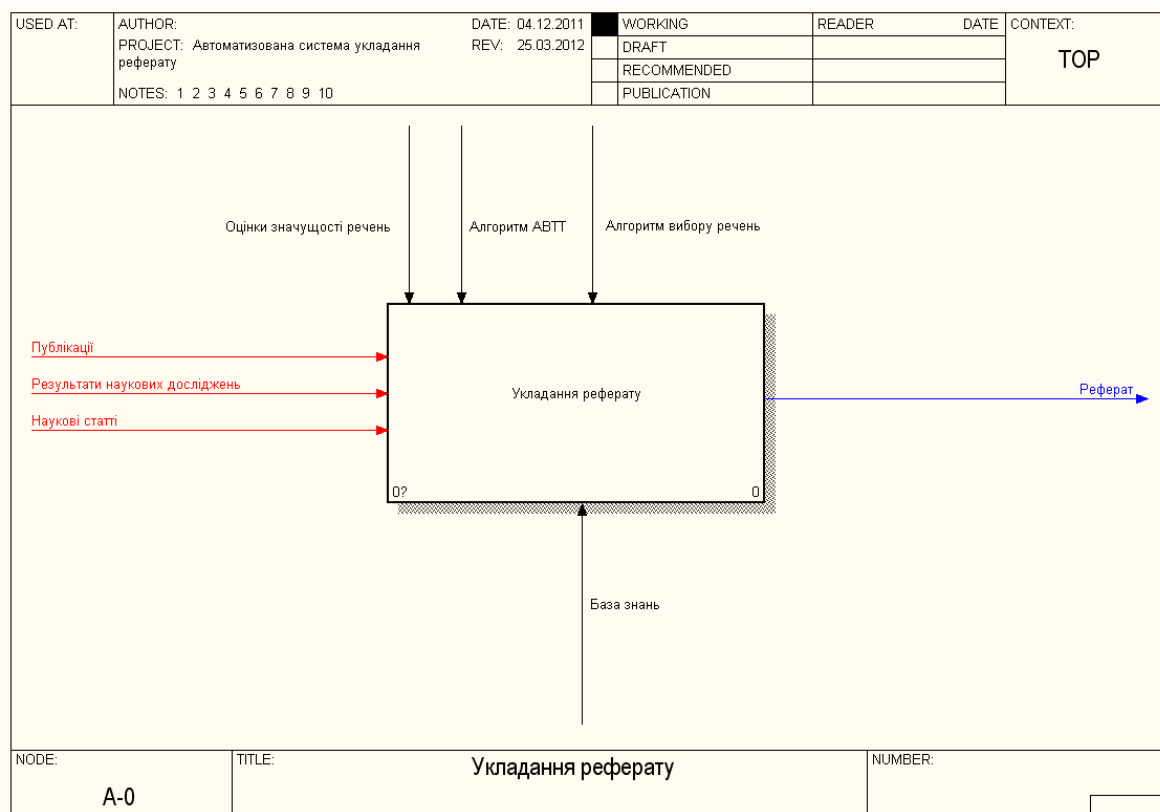 USED AT:
AUTHOR:
DATE: 04.12.2011
WORKING
READER
DATE
CONTEXT:
PROJECT: Автоматизована система укладання
реферату
REV: 25.03.2012
DRAFT
TOP
RECOMMENDED
NOTES: 1 2 3 4 5 6 7 8 9 10
PUBLICATION
Оцінки значущості речень
Алгоритм АВТТ
Алгоритм вибору речень
Публікації
Результати наукових досліджень
Наукові статті
Укладання реферату
Реферат
0?
0
База знань
NODE:
TITLE:
Укладання реферату
NUMBER:
A-0